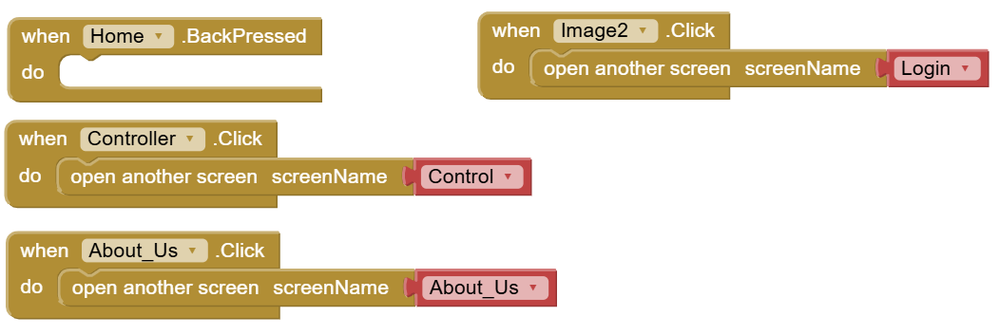 when Home .BackPressed
do
when Image2 .Click
do open another screen screenName Login
when Controller .Click
do open another screen screenName Control
when About_Us .Click
do open another screen screenName About_Us